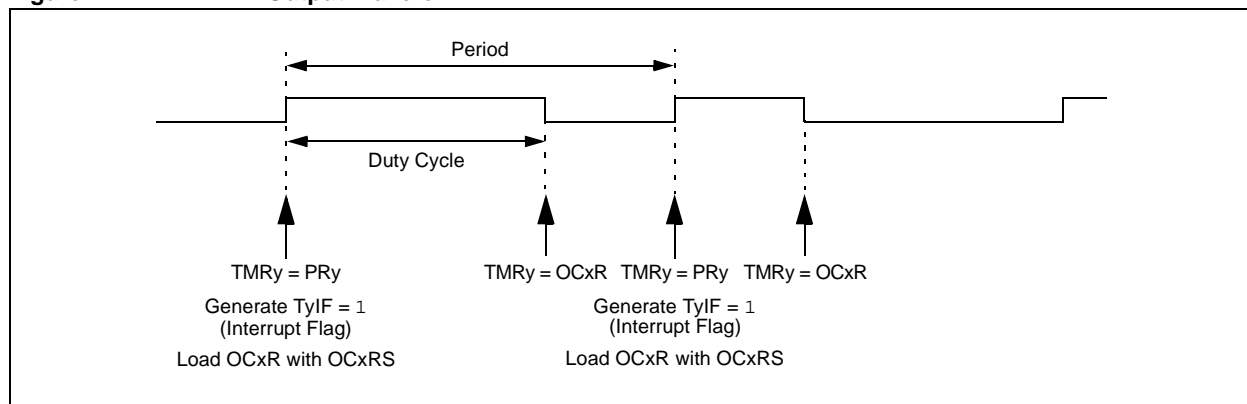 Period
Duty Cycle
TMRy = PRy
TMRy = OCxR
TMRy = PRy
TMRy = OCxR
Generate TyIF = 1
(Interrupt Flag)
Load OCxR with OCxRS
Generate TyIF = 1
(Interrupt Flag)
Load OCxR with OCxRS